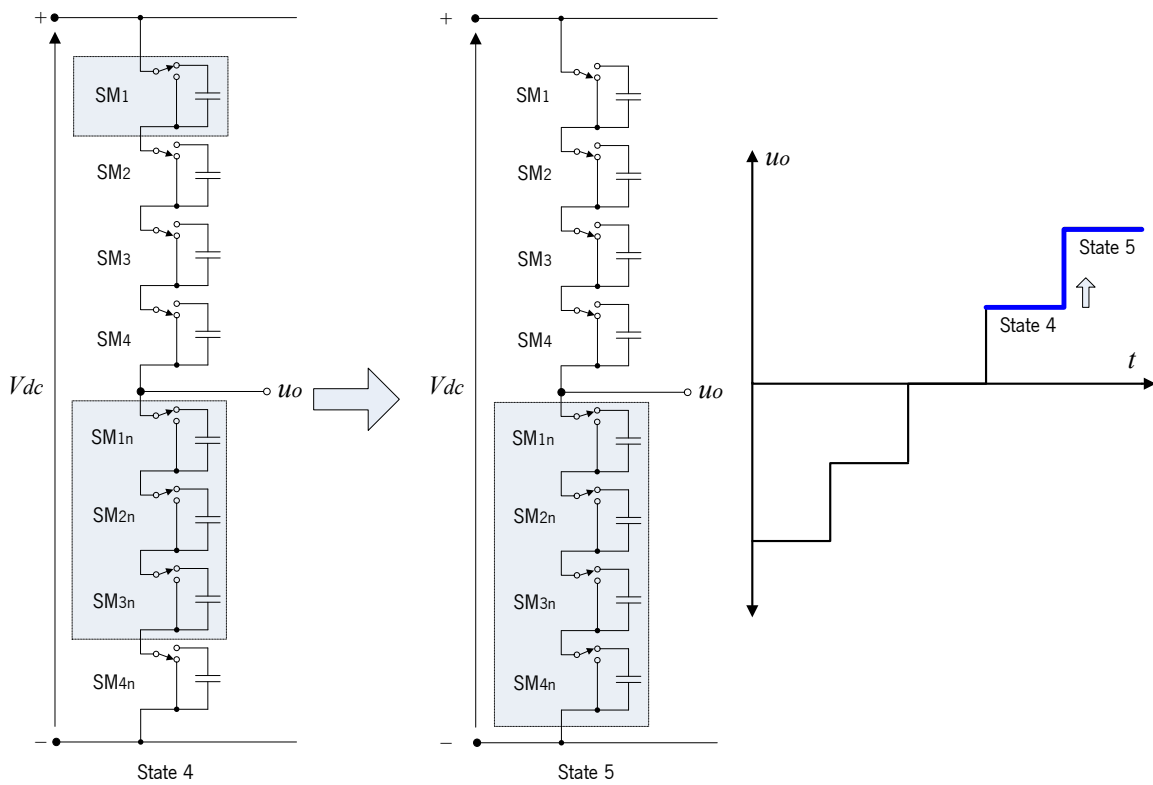 +
SM1
SM2
SM3
SM4
Vdc
uo
SM1n
SM2n
SM3n
SM4n
−
State 4
+
SM1
SM2
SM3
SM4
Vdc
uo
SM1n
SM2n
SM3n
SM4n
−
State 5
uo
State 5
State 4
t